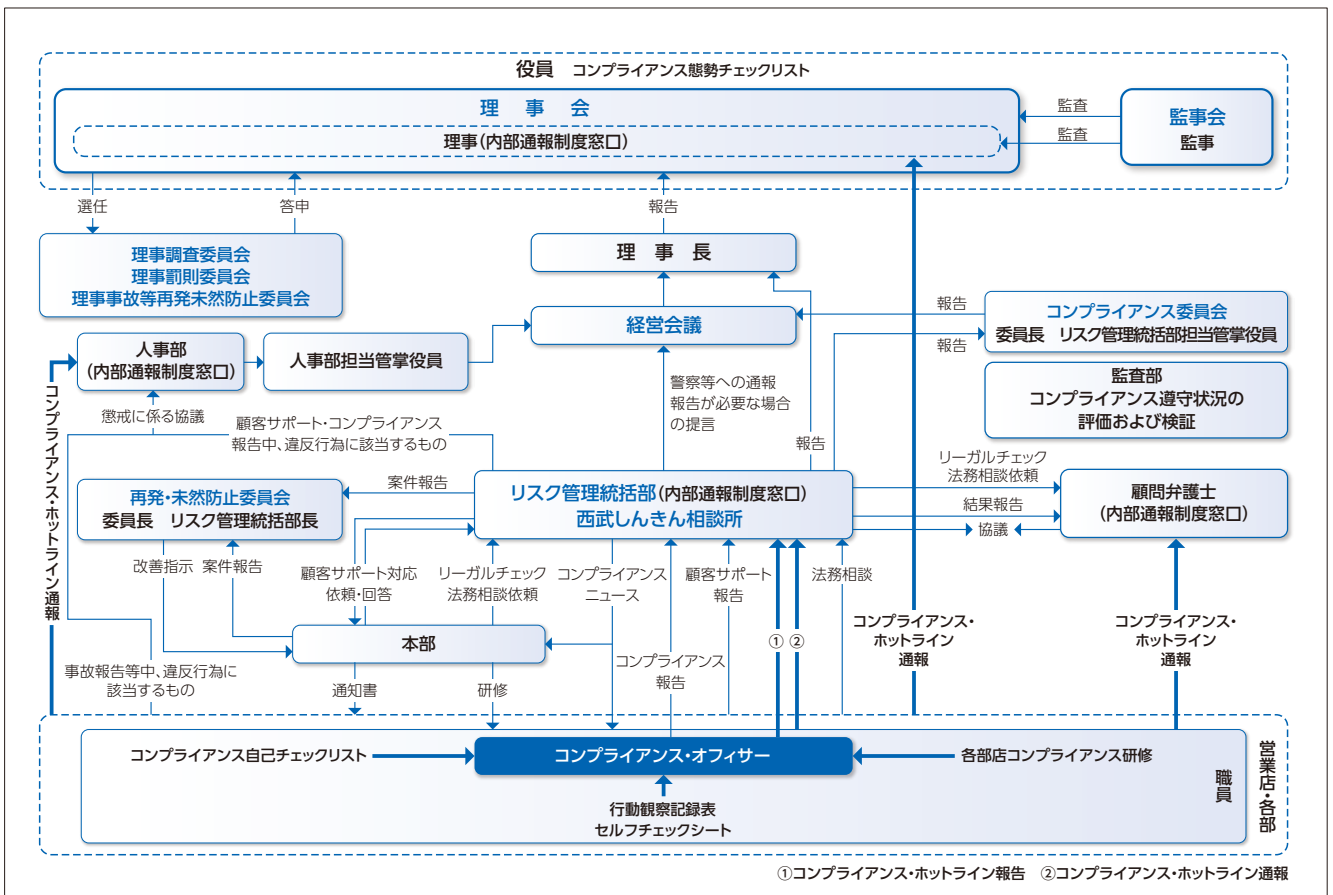 役員 コンプライアンス態勢チェックリスト
理事会
理事(内部通報制度窓口)
監査
監査
監事会
監事
選任
答申
報告
理事調査委員会
理事罰則委員会
理事事故等再発未然防止委員会
理事長
経営会議
報告
報告
コンプライアンス委員会
委員長 リスク管理統括部担当管掌役員
人事部
(内部通報制度窓口)
人事部担当管掌役員
監査部
コンプライアンス遵守状況の
評価および検証
コンプライアンス・ホットライン通報
懲戒に係る協議
顧客サポート・コンプライアンス
報告中、違反行為に該当するもの
警察等への通報
報告が必要な場合
の提言
報告
リーガルチェック
法務相談依頼
再発・未然防止委員会
委員長 リスク管理統括部長
案件報告
リスク管理統括部(内部通報制度窓口)
西武しんきん相談所
結果報告
協議
顧問弁護士
(内部通報制度窓口)
改善指示
案件報告
顧客サポート対応
依頼・回答
リーガルチェック
法務相談依頼
コンプライアンス
ニュース
顧客サポート
報告
法務相談
①
②
コンプライアンス・
ホットライン
通報
コンプライアンス・
ホットライン
通報
本部
コンプライアンス
報告
事故報告等中、違反行為に
該当するもの
通知書
研修
コンプライアンス自己チェックリスト
コンプライアンス・オフィサー
各部店コンプライアンス研修
行動観察記録表
セルフチェックシート
職員
営業店・各部
①コンプライアンス・ホットライン報告 ②コンプライアンス・ホットライン通報